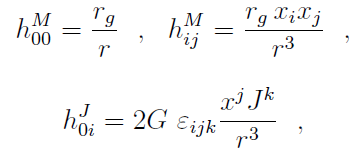 h^M_{00} = \frac{r_g}{r} , h^M_{ij} = \frac{r_g x_i x_j}{r^3} ,
h^J_{0i} = 2G ε_{ijk} \frac{x^j J^k}{r^3} ,